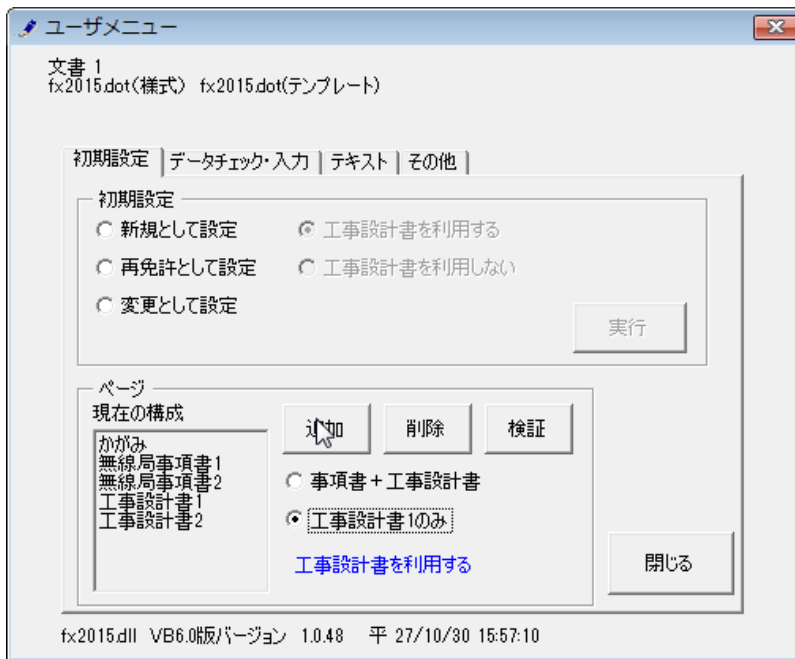 ユーザメニュー
文書 1
fx2015.dot(様式) fx2015.dot(テンプレート)
初期設定 データチェック・入力 テキスト その他
初期設定
新規として設定 工事設計書を利用する
再免許として設定 工事設計書を利用しない
変更として設定
実行
ページ
現在の構成
追加 削除 検証
かがみ
無線局事項書1
無線局事項書2
工事設計書1
工事設計書2
事項書+工事設計書
工事設計書1のみ
工事設計書を利用する
閉じる
fx2015.dll VB6.0版バージョン 1.0.48 平 27/10/30 15:57:10